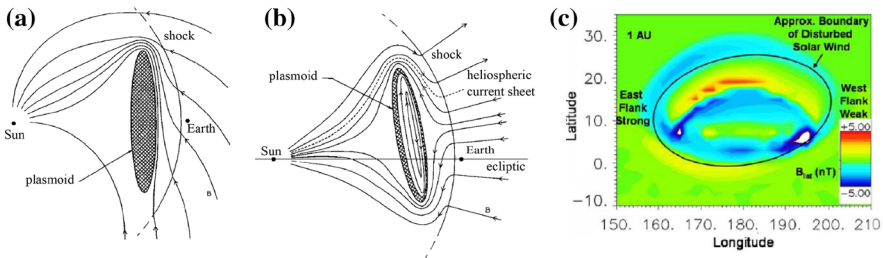 (a)
shock
Sun
Earth
plasmoid
B
(b)
shock
plasmoid
heliospheric
current sheet
Sun
Earth
ecliptic
B
(c)
1 AU
Approx. Boundary
of Disturbed
Solar Wind
East
Flank
Strong
West
Flank
Weak
+5.00
B_lat (nT)
-5.00
Latitude
30.
20.
10.
0.
-10.
150. 160. 170. 180. 190. 200. 210
Longitude